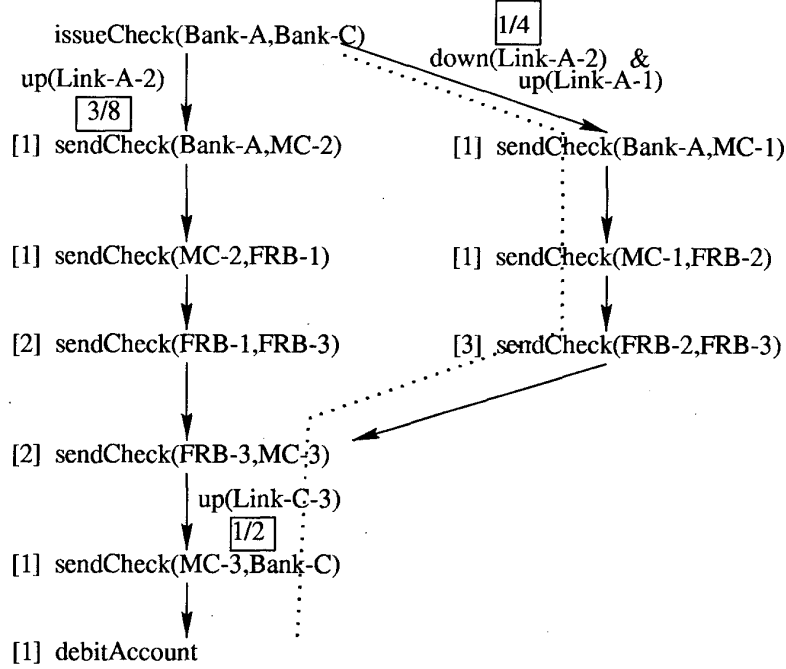 1/4
issueCheck(Bank-A,Bank-C)
down(Link-A-2) &
up(Link-A-2)
up(Link-A-1)
3/8
[1] sendCheck(Bank-A,MC-2)
[1] sendCheck(Bank-A,MC-1)
[1] sendCheck(MC-2,FRB-1)
[1] sendCheck(MC-1,FRB-2)
[2] sendCheck(FRB-1,FRB-3)
[3] sendCheck(FRB-2,FRB-3)
[2] sendCheck(FRB-3,MC-3)
up(Link-C-3)
1/2
[1] sendCheck(MC-3,Bank-C)
[1] debitAccount